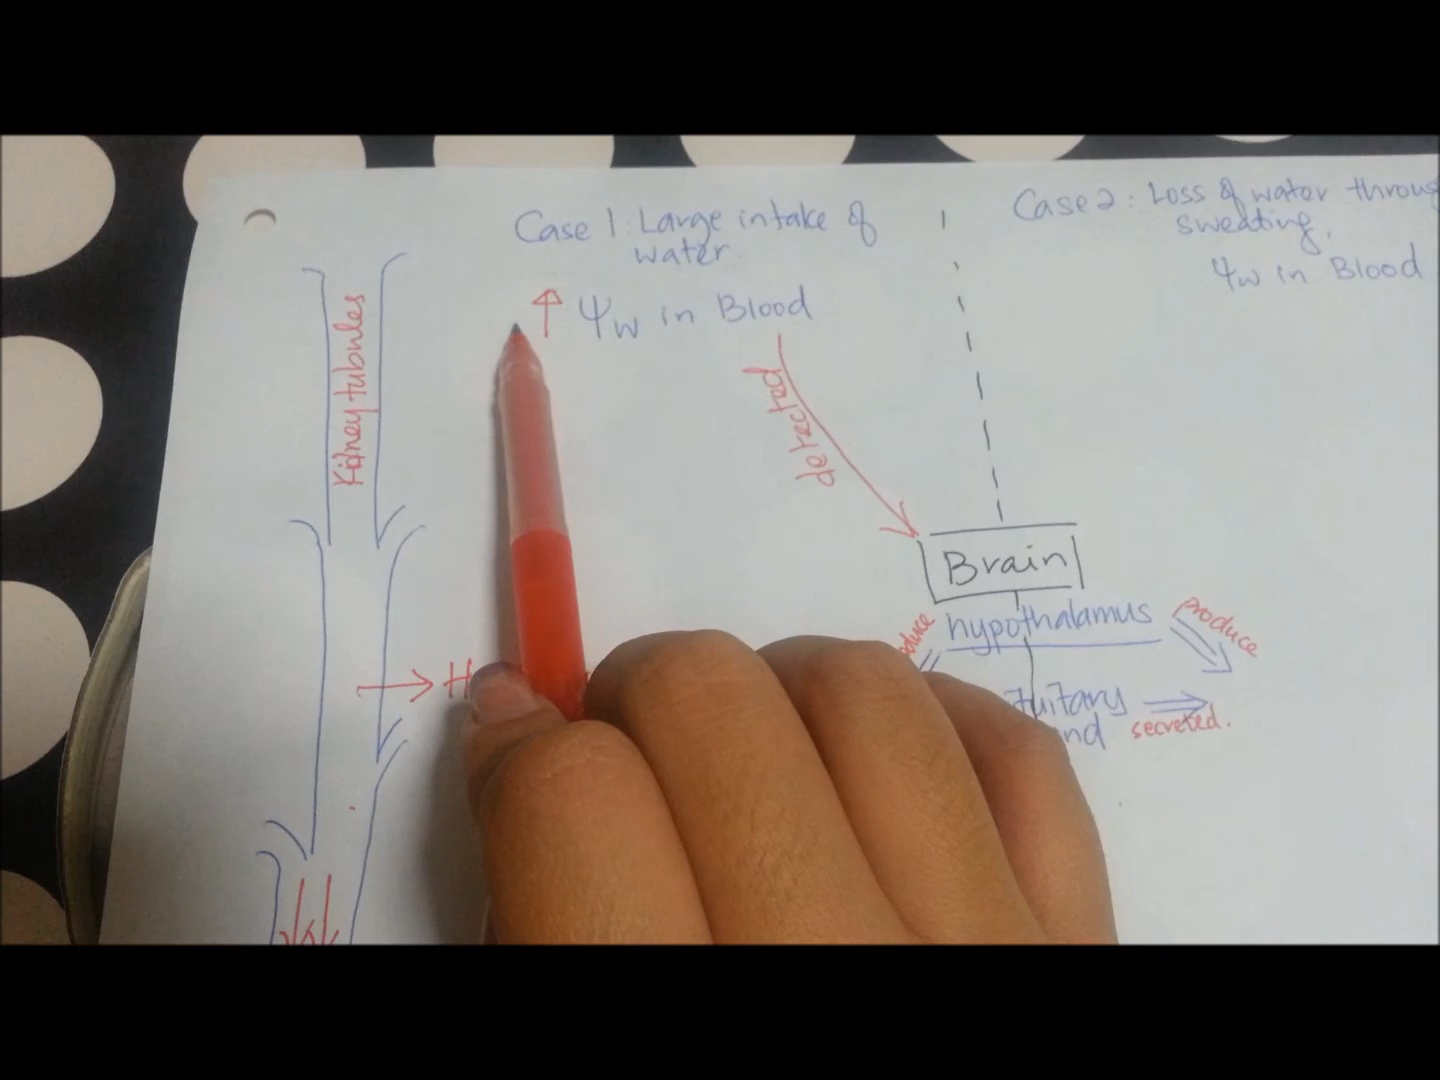 Case 1: Large intake of
water
↑ Ψw in Blood
Case 2: Loss of water
sweating.
Ψw in Blood
Kidney tubules
detected
Brain
hypothalamus
produce
secreted.